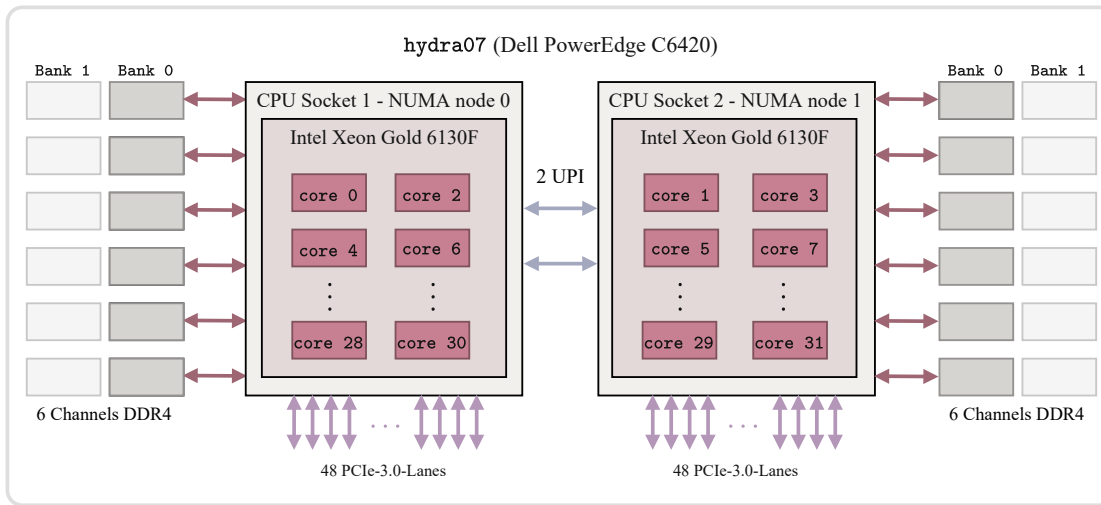 hydra07 (Dell PowerEdge C6420)
Bank 1 Bank 0
CPU Socket 1 - NUMA node 0
Intel Xeon Gold 6130F
core 0 core 2
core 4 core 6
core 28 core 30
6 Channels DDR4
48 PCIe-3.0-Lanes
2 UPI
CPU Socket 2 - NUMA node 1
Intel Xeon Gold 6130F
core 1 core 3
core 5 core 7
core 29 core 31
48 PCIe-3.0-Lanes
Bank 0 Bank 1
6 Channels DDR4